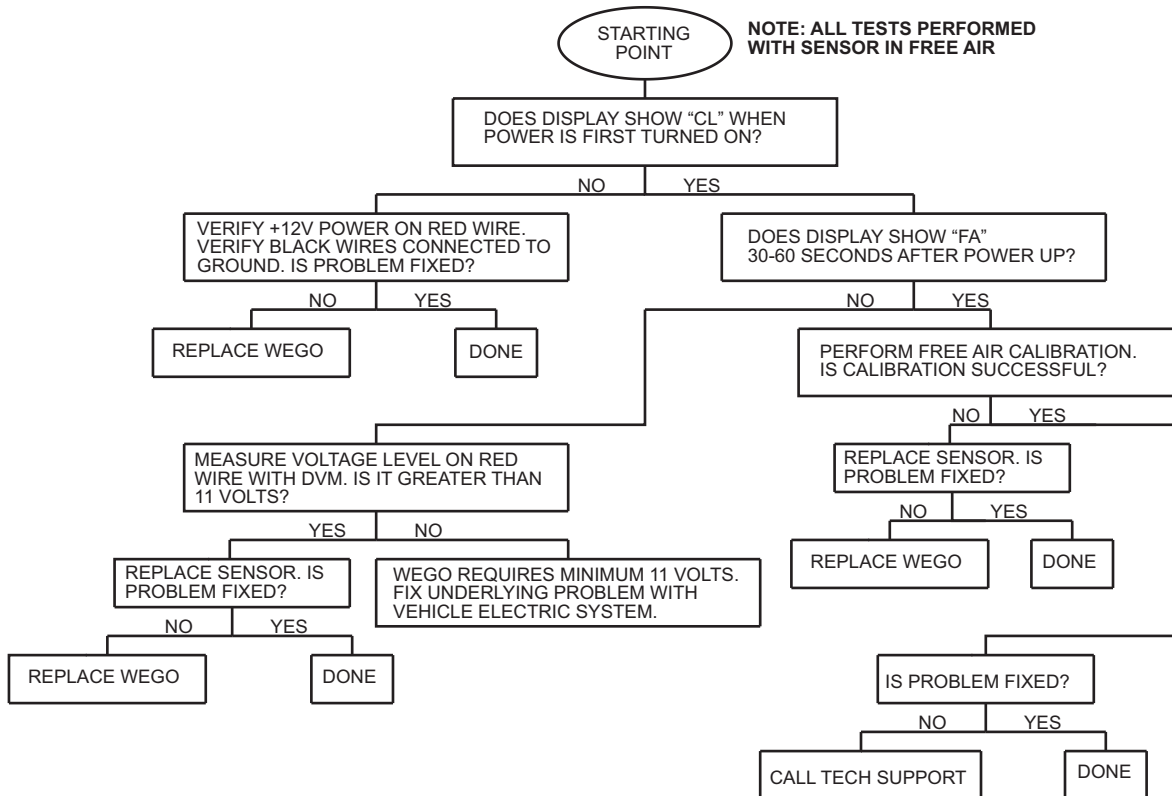 STARTING
POINT
NOTE: ALL TESTS PERFORMED
WITH SENSOR IN FREE AIR
DOES DISPLAY SHOW “CL” WHEN
POWER IS FIRST TURNED ON?
NO
YES
VERIFY +12V POWER ON RED WIRE.
VERIFY BLACK WIRES CONNECTED TO
GROUND. IS PROBLEM FIXED?
DOES DISPLAY SHOW “FA”
30-60 SECONDS AFTER POWER UP?
NO
YES
NO
YES
REPLACE WEGO
DONE
PERFORM FREE AIR CALIBRATION.
IS CALIBRATION SUCCESSFUL?
NO
YES
MEASURE VOLTAGE LEVEL ON RED
WIRE WITH DVM. IS IT GREATER THAN
11 VOLTS?
REPLACE SENSOR. IS
PROBLEM FIXED?
YES
NO
NO
YES
REPLACE SENSOR. IS
PROBLEM FIXED?
WEGO REQUIRES MINIMUM 11 VOLTS.
FIX UNDERLYING PROBLEM WITH
VEHICLE ELECTRIC SYSTEM.
REPLACE WEGO
DONE
NO
YES
REPLACE WEGO
DONE
IS PROBLEM FIXED?
NO
YES
CALL TECH SUPPORT
DONE